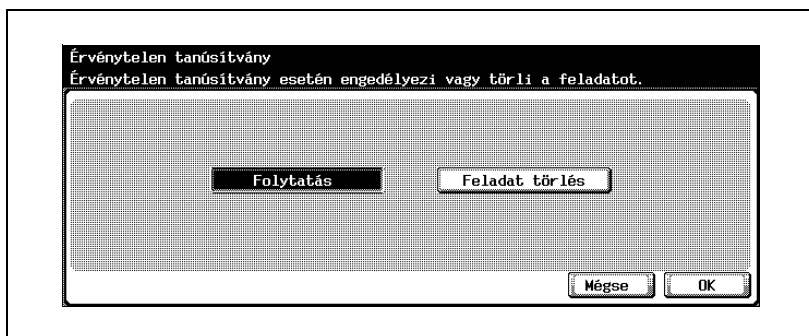 Érvénytelen tanúsítvány
Érvénytelen tanúsítvány esetén engedélyezi vagy törli a feladatot.
Folytatás Feladat törlés
Mégse OK